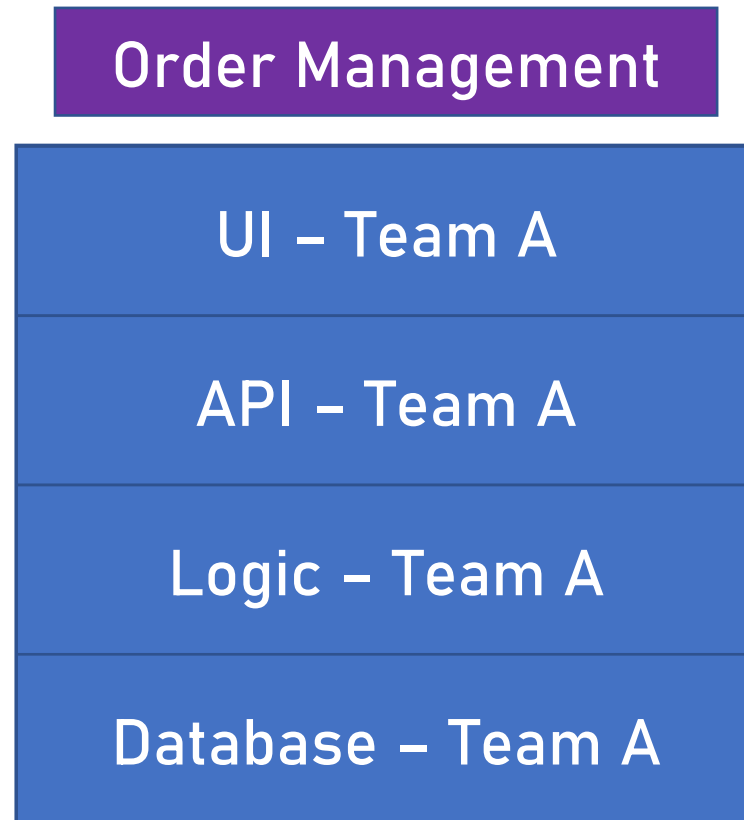 Order Management
UI – Team A
API – Team A
Logic – Team A
Database – Team A